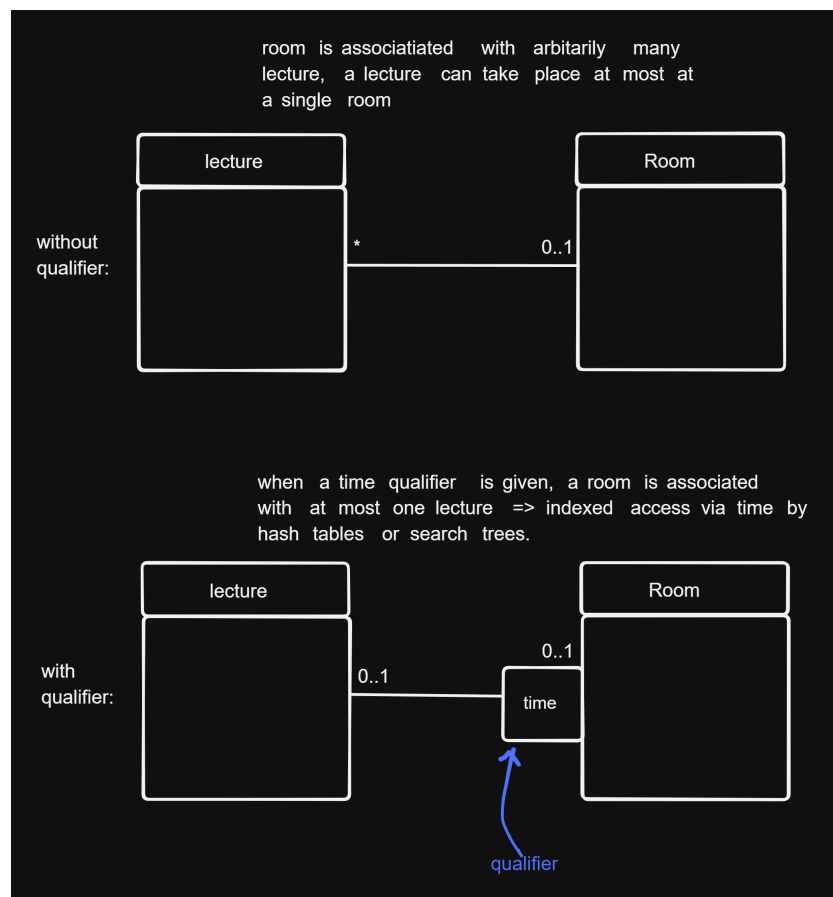 room is associatiated with arbitarily many
lecture, a lecture can take place at most at
a single room
lecture
Room
without
qualifier:
*
0..1
when a time qualifier is given, a room is associated
with at most one lecture => indexed access via time by
hash tables or search trees.
lecture
Room
with
qualifier:
0..1
0..1
time
qualifier